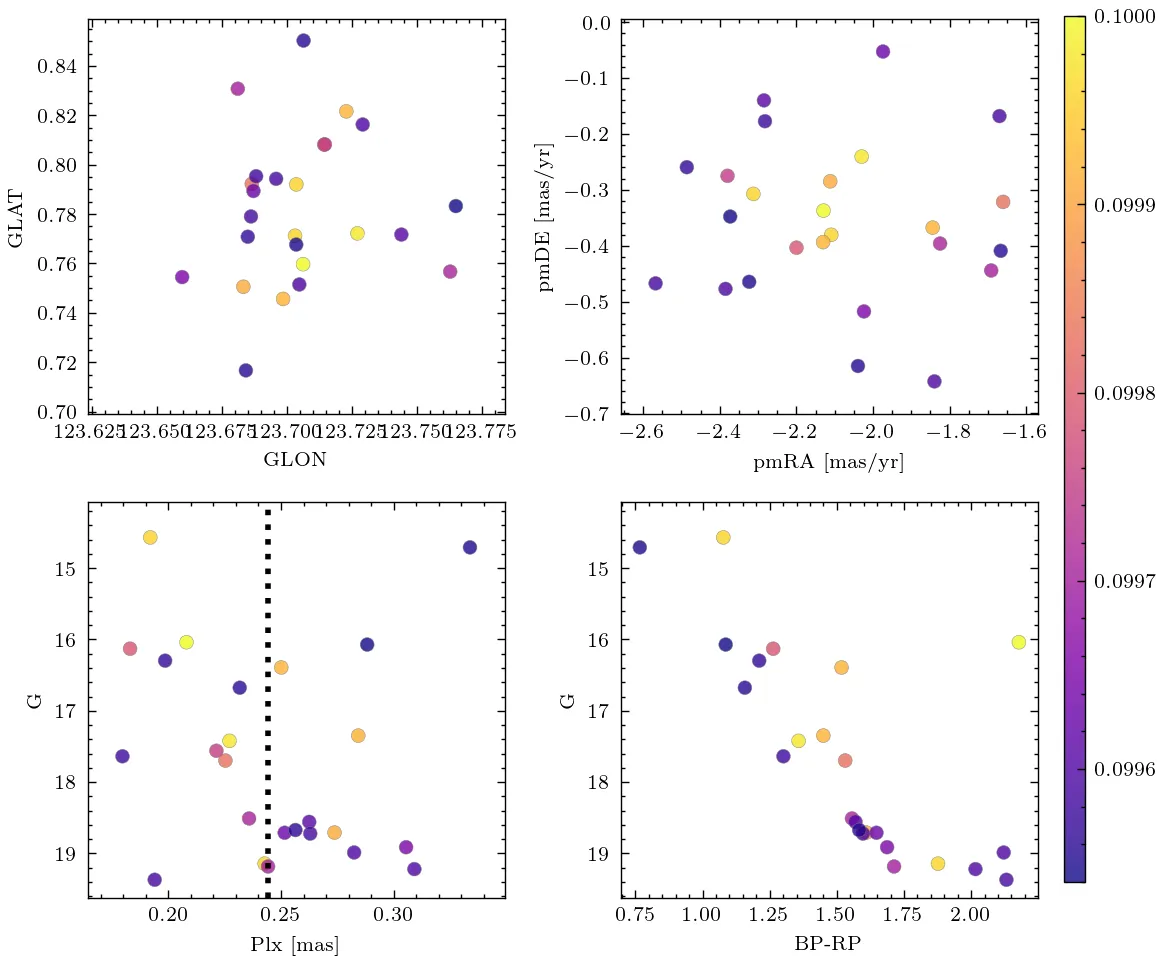 0.84
0.82
0.80
0.78
0.76
0.74
0.72
0.70
GLAT
123.625 123.650 123.675 123.700 123.725 123.750 123.775
GLON
0.0
−0.1
−0.2
−0.3
−0.4
−0.5
−0.6
−0.7
pmDE [mas/yr]
−2.6 −2.4 −2.2 −2.0 −1.8 −1.6
pmRA [mas/yr]
0.1000
0.0999
0.0998
0.0997
0.0996
15
16
17
18
19
G
0.20 0.25 0.30
Plx [mas]
15
16
17
18
19
G
0.75 1.00 1.25 1.50 1.75 2.00
BP-RP